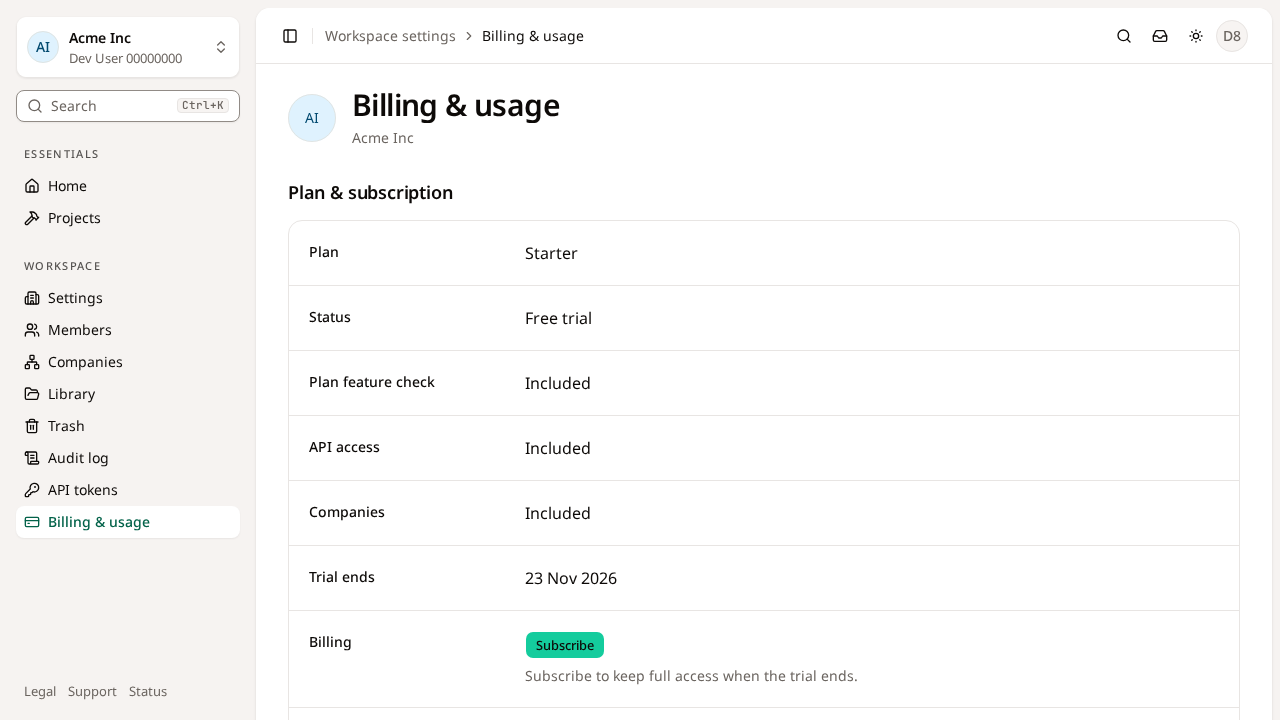 AI
Acme Inc
Dev User 00000000
Search
Ctrl+K
ESSENTIALS
Home
Projects
WORKSPACE
Settings
Members
Companies
Library
Trash
Audit log
API tokens
Billing & usage
Legal
Support
Status
Workspace settings
Billing & usage
D8
AI
Billing & usage
Acme Inc
Plan & subscription
Plan
Starter
Status
Free trial
Plan feature check
Included
API access
Included
Companies
Included
Trial ends
23 Nov 2026
Billing
Subscribe
Subscribe to keep full access when the trial ends.